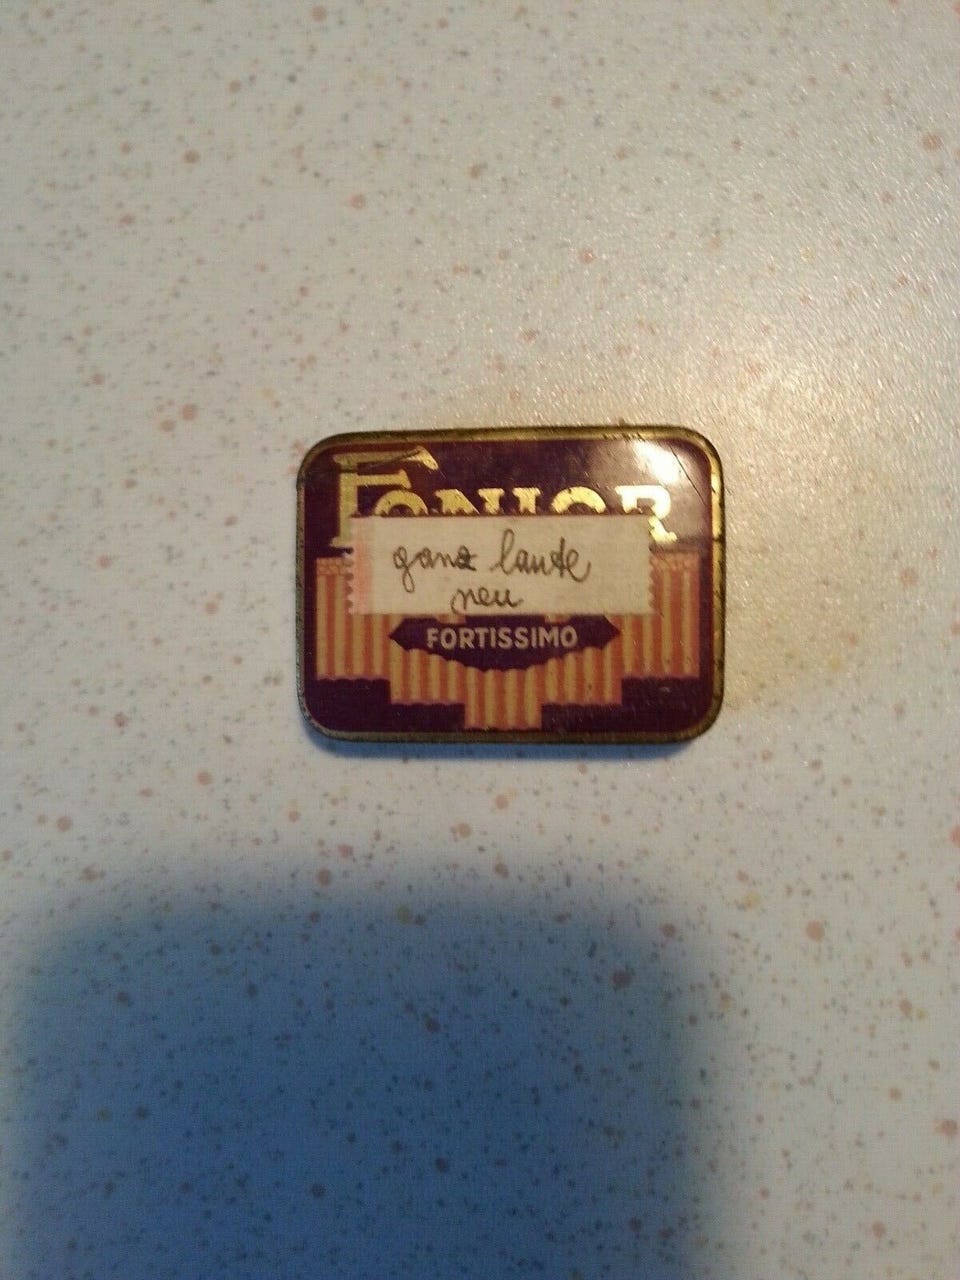 FONIOR
ganz laute
neu
FORTISSIMO